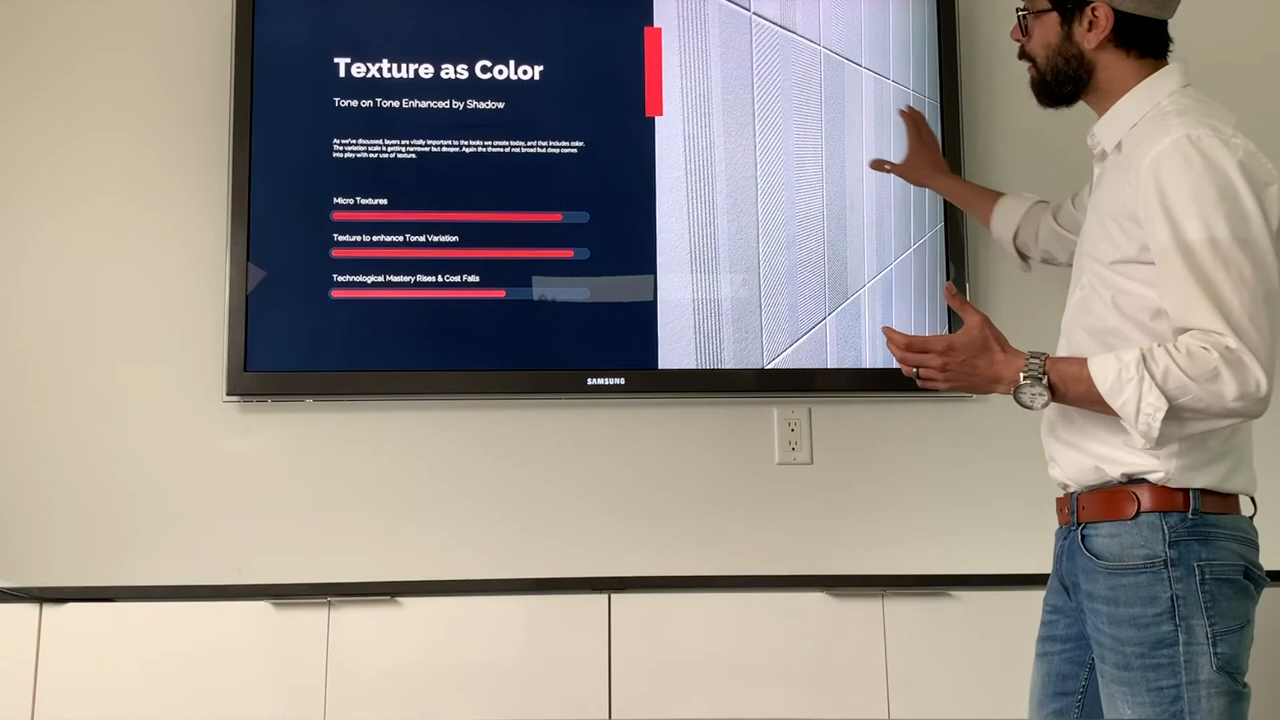 Texture as Color
Tone on Tone Enhanced by Shadow
As we've discussed, layers are vitally important to the looks we create today, and that includes color.
The variation scale is getting narrower but deeper. Again the theme of not broad but deep comes
into play with our use of texture.
Micro Textures
Texture to enhance Tonal Variation
Technological Mastery Rises & Cost Falls
SAMSUNG